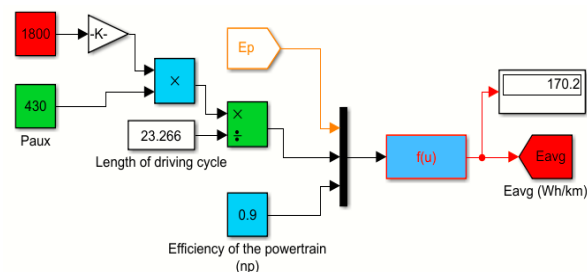 1800
-K-
Ep
×
430
Paux
170.2
×
÷
23.266
Length of driving cycle
f(u)
Eavg
Eavg (Wh/km)
0.9
Efficiency of the powertrain
(np)